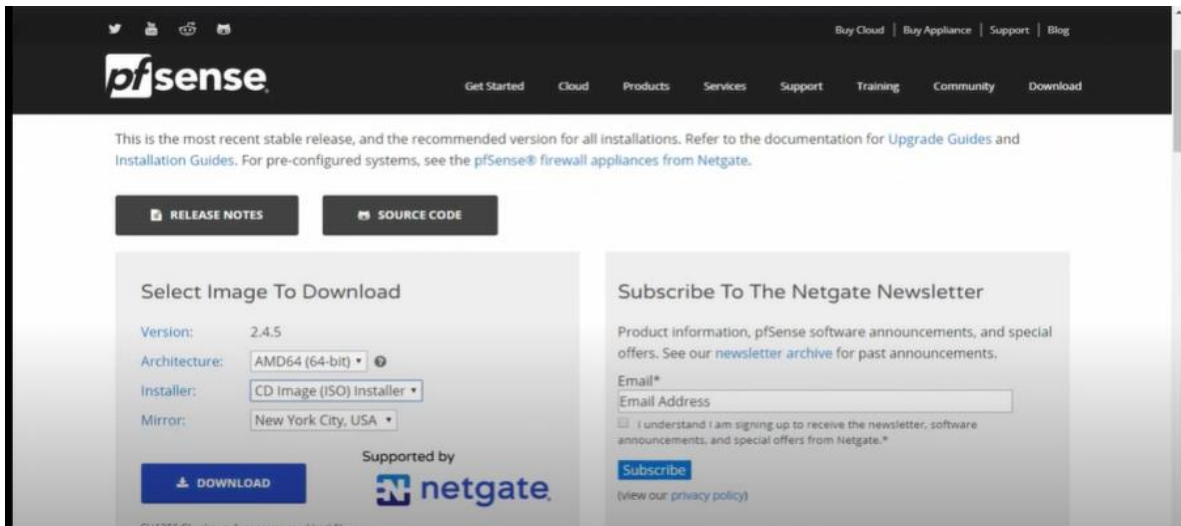 Buy Cloud | Buy Appliance | Support | Blog
pfsense
Get Started Cloud Products Services Support Training Community Download
This is the most recent stable release, and the recommended version for all installations. Refer to the documentation for Upgrade Guides and
Installation Guides. For pre-configured systems, see the pfSense® firewall appliances from Netgate.
RELEASE NOTES SOURCE CODE
Select Image To Download
Version: 2.4.5
Architecture: AMD64 (64-bit)
Installer: CD Image (ISO) Installer
Mirror: New York City, USA
Supported by
DOWNLOAD
netgate
Subscribe To The Netgate Newsletter
Product information, pfSense software announcements, and special
offers. See our newsletter archive for past announcements.
Email*
Email Address
I understand I am signing up to receive the newsletter, software
announcements, and special offers from Netgate.*
Subscribe
(view our privacy policy)